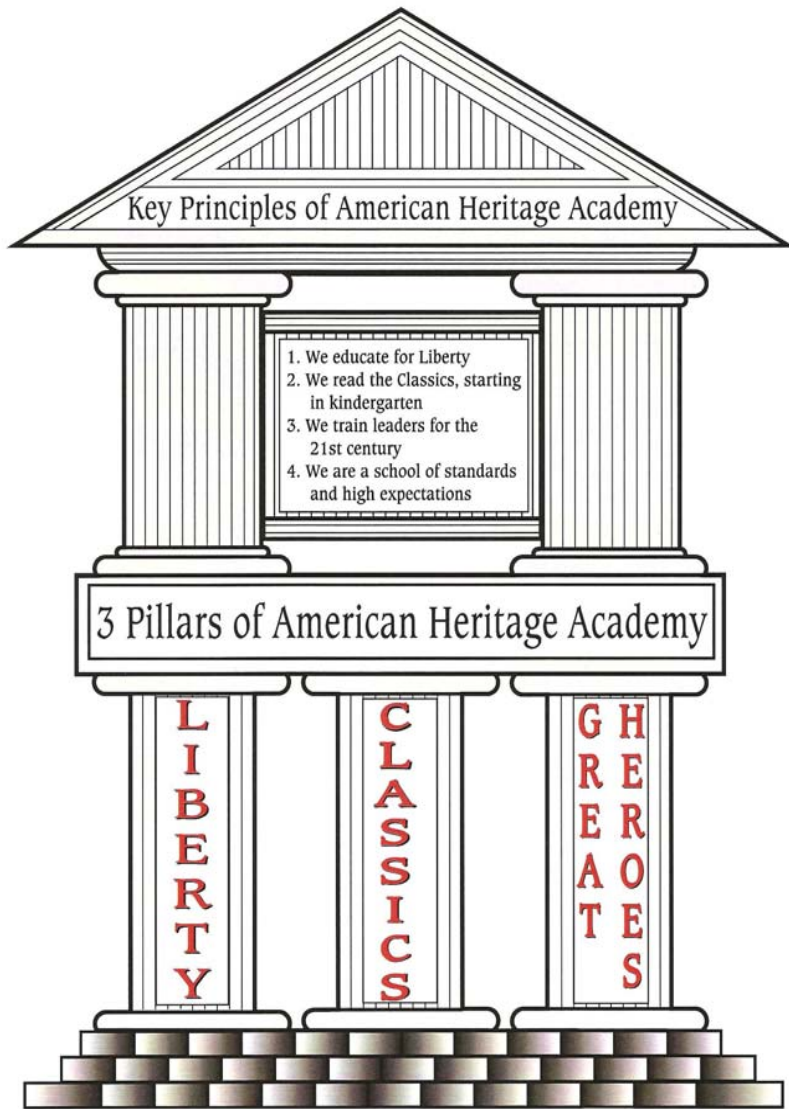 Key Principles of American Heritage Academy
1. We educate for Liberty
2. We read the Classics, starting
in kindergarten
3. We train leaders for the
21st century
4. We are a school of standards
and high expectations
3 Pillars of American Heritage Academy
LIBERTY
CLASSICS
GREAT
HEROES